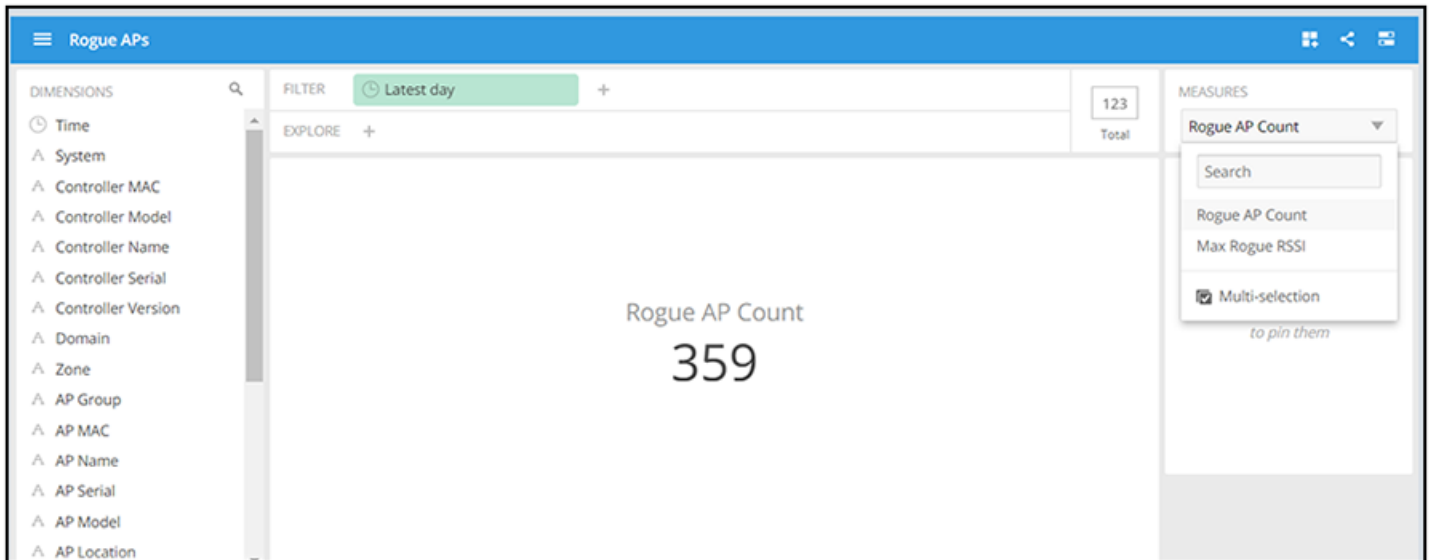 Rogue APs
DIMENSIONS
Time
System
Controller MAC
Controller Model
Controller Name
Controller Serial
Controller Version
Domain
Zone
AP Group
AP MAC
AP Name
AP Serial
AP Model
AP Location
FILTER Latest day +
EXPLORE +
123
Total
Rogue AP Count
359
MEASURES
Rogue AP Count
Search
Rogue AP Count
Max Rogue RSSI
Multi-selection
to pin them